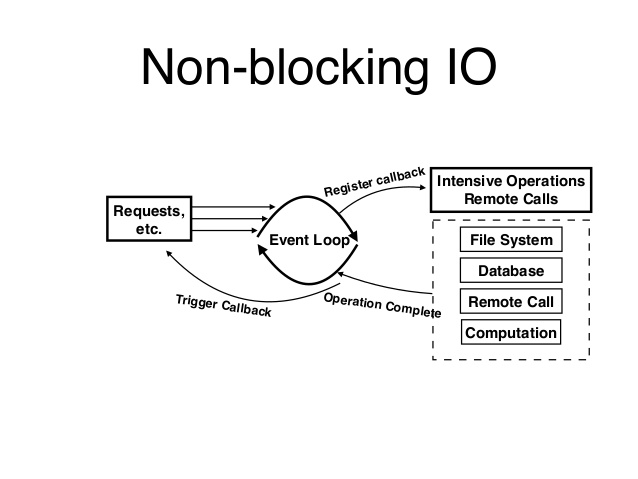 Non-blocking IO
Requests,
etc.
Event Loop
Register callback
Intensive Operations
Remote Calls
File System
Database
Remote Call
Computation
Operation Complete
Trigger Callback